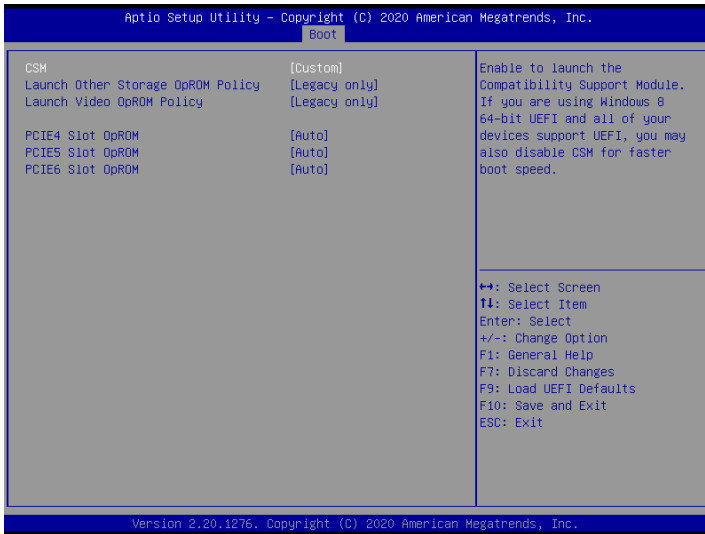 Aptio Setup Utility – Copyright (C) 2020 American Megatrends, Inc.
Boot
CSM [Custom]
Launch Other Storage OpROM Policy [Legacy only]
Launch Video OpROM Policy [Legacy only]
PCIE4 Slot OpROM [Auto]
PCIE5 Slot OpROM [Auto]
PCIE6 Slot OpROM [Auto]
Enable to launch the
Compatibility Support Module.
If you are using Windows 8
64-bit UEFI and all of your
devices support UEFI, you may
also disable CSM for faster
boot speed.
↔: Select Screen
↑↓: Select Item
Enter: Select
+/-: Change Option
F1: General Help
F7: Discard Changes
F9: Load UEFI Defaults
F10: Save and Exit
ESC: Exit
Version 2.20.1276. Copyright (C) 2020 American Megatrends, Inc.